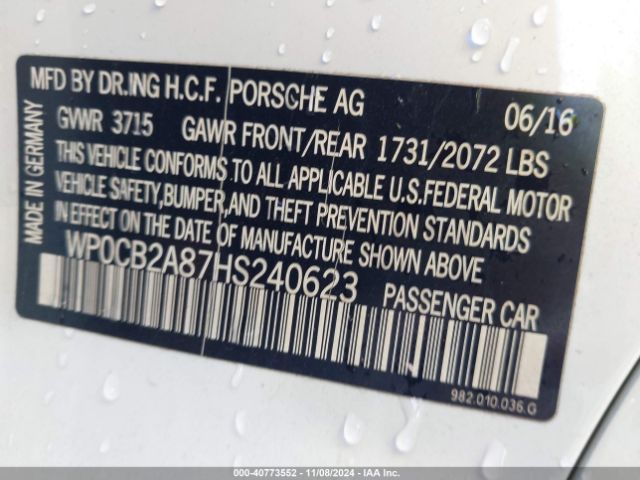 MFD BY DR.ING H.C.F. PORSCHE AG 06/16
GVWR 3715 GAWR FRONT/REAR 1731/2072 LBS
THIS VEHICLE CONFORMS TO ALL APPLICABLE U.S.FEDERAL MOTOR
VEHICLE SAFETY,BUMPER,AND THEFT PREVENTION STANDARDS
IN EFFECT ON THE DATE OF MANUFACTURE SHOWN ABOVE
WP0CB2A87HS240623 PASSENGER CAR
MADE IN GERMANY
982.010.036.G
000-40773552 - 11/08/2024 - IAA Inc.